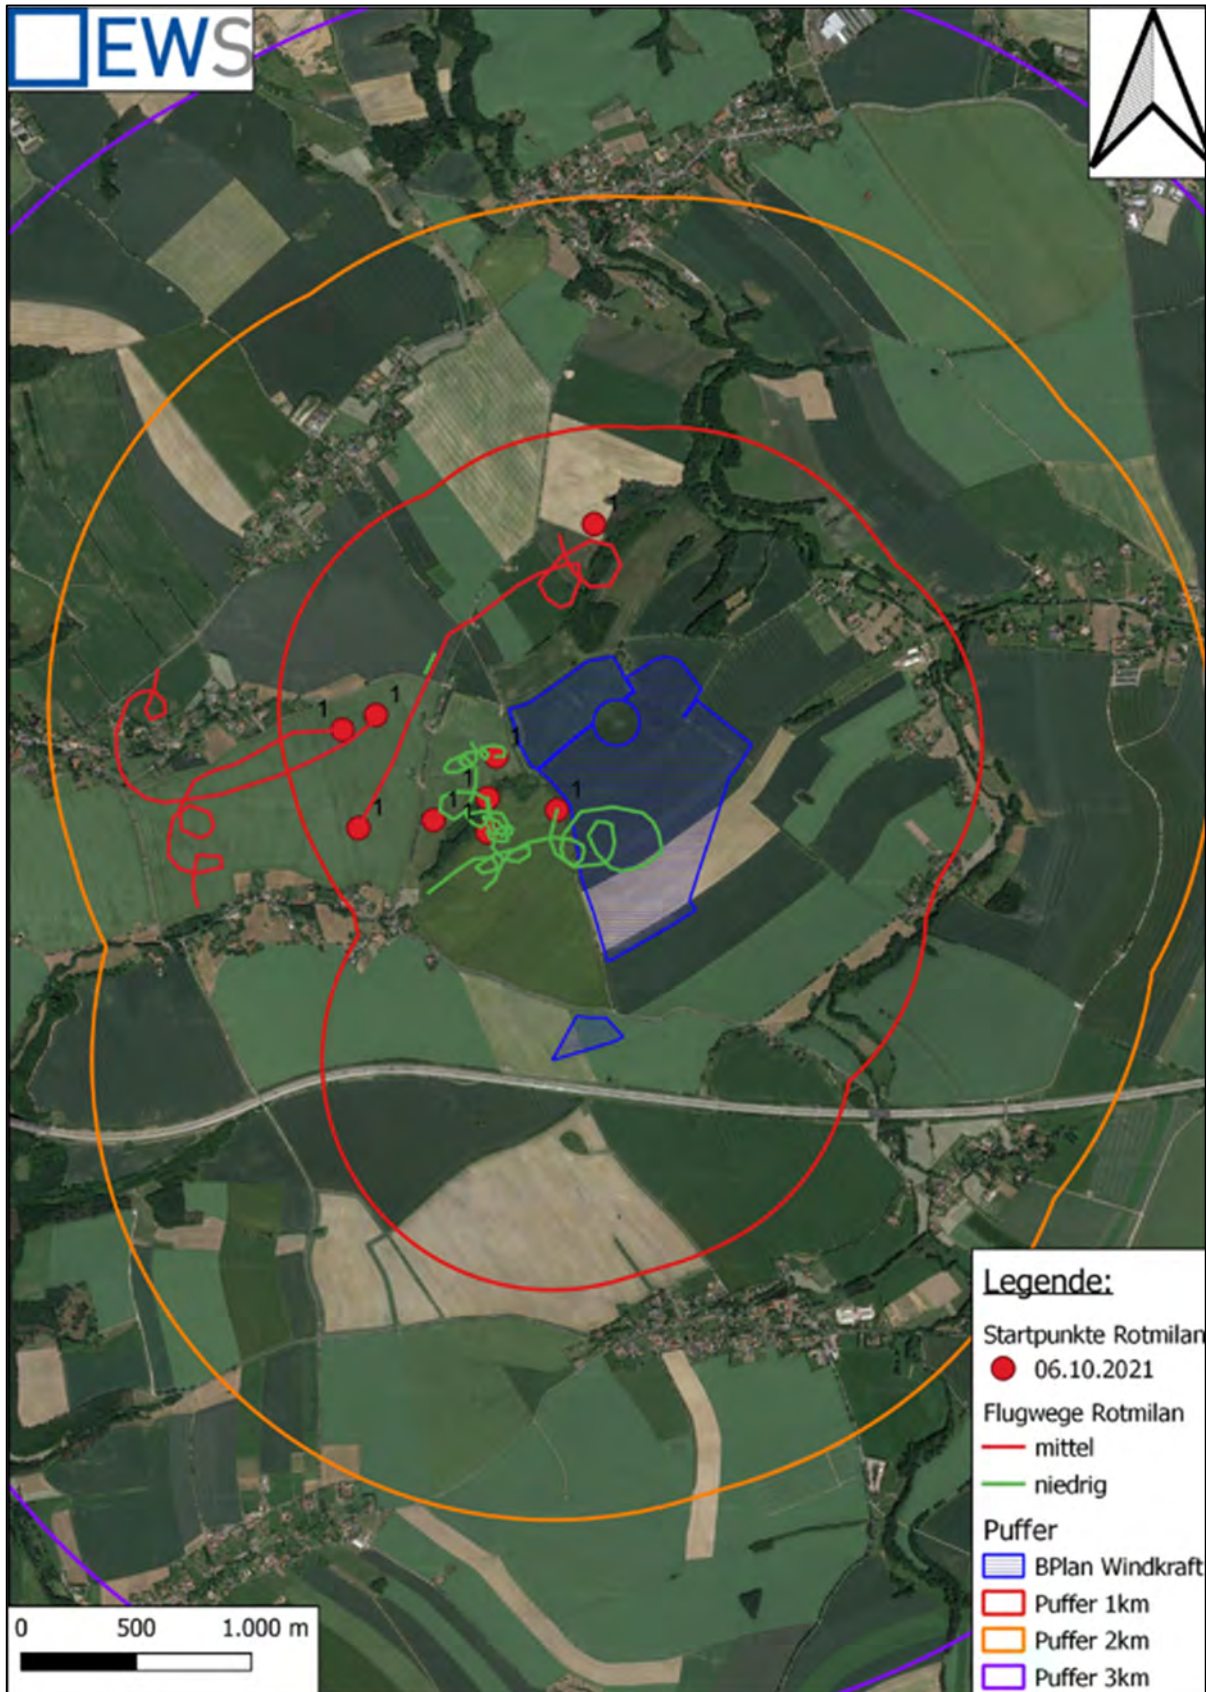 EWS
1
1
1
1
1
1
1
1
1
Legende:
Startpunkte Rotmilan
06.10.2021
Flugwege Rotmilan
mittel
niedrig
Puffer
BPlan Windkraft
Puffer 1km
Puffer 2km
Puffer 3km
0 500 1.000 m